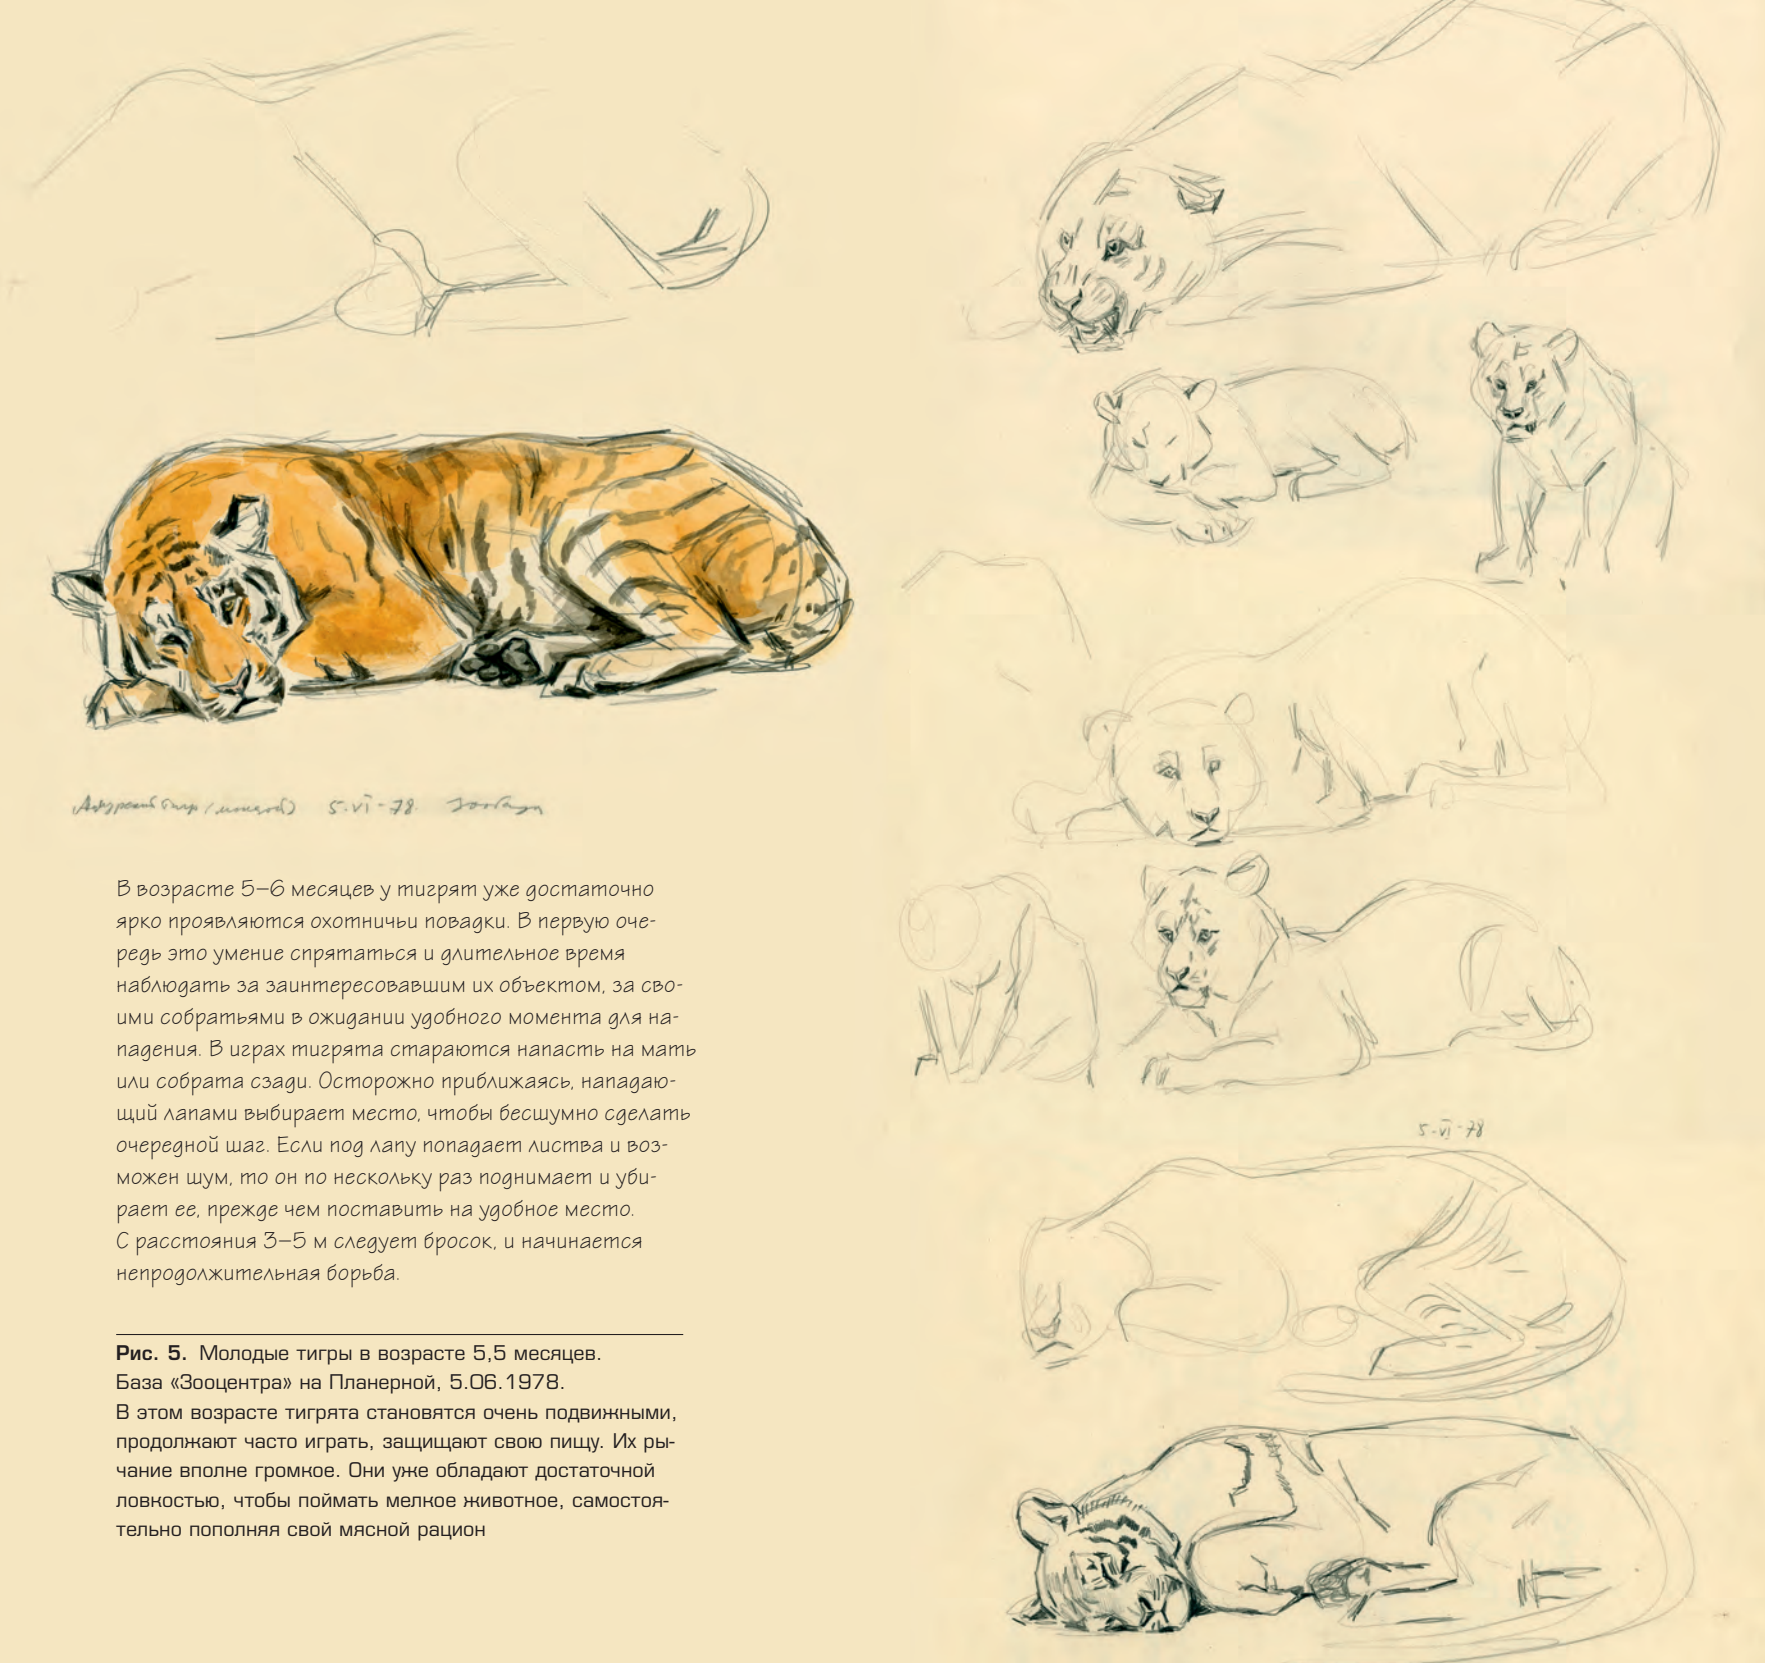 Амурский тигр (молодой) 5·VI-78. Зообаза
В возрасте 5–6 месяцев у тигрят уже достаточно
ярко проявляются охотничьи повадки. В первую оче-
редь это умение спрятаться и длительное время
наблюдать за заинтересовавшим их объектом, за сво-
ими собратьями в ожидании удобного момента для на-
падения. В играх тигрята стараются напасть на мать
или собрата сзади. Осторожно приближаясь, нападаю-
щий лапами выбирает место, чтобы бесшумно сделать
очередной шаг. Если под лапу попадает листва и воз-
можен шум, то он по нескольку раз поднимает и уби-
рает ее, прежде чем поставить на удобное место.
С расстояния 3–5 м следует бросок, и начинается
непродолжительная борьба.
Рис. 5. Молодые тигры в возрасте 5,5 месяцев.
База «Зооцентра» на Планерной, 5.06.1978.
В этом возрасте тигрята становятся очень подвижными,
продолжают часто играть, защищают свою пищу. Их ры-
чание вполне громкое. Они уже обладают достаточной
ловкостью, чтобы поймать мелкое животное, самостоя-
тельно пополняя свой мясной рацион
5-VI-78